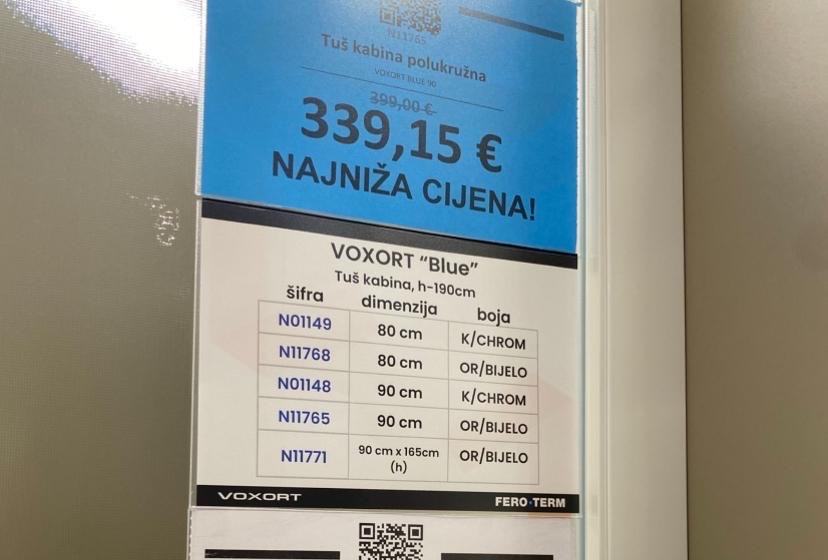 N11765
Tuš kabina polukružna
VOXORT BLUE 90
399,00 €
339,15 €
NAJNIŽA CIJENA!
VOXORT “Blue”
Tuš kabina, h-190cm
šifra dimenzija boja
N01149 80 cm K/CHROM
N11768 80 cm OR/BIJELO
N01148 90 cm K/CHROM
N11765 90 cm OR/BIJELO
N11771 90 cm x 165cm (h) OR/BIJELO
VOXORT FERO·TERM